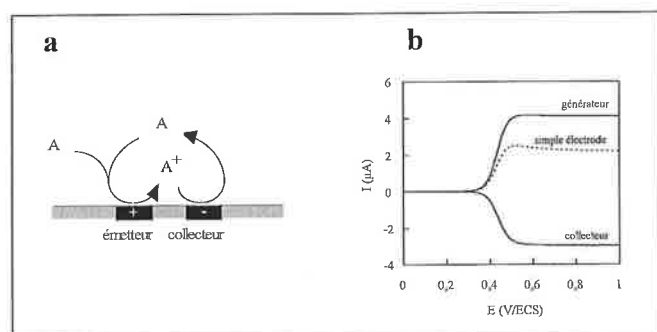 a
b
A
A
A⁺
+
-
émetteur
collecteur
6
4
2
0
-2
-4
I (µA)
générateur
simple électrode
collecteur
0
0,2
0,4
0,6
0,8
1
E (V/ECS)